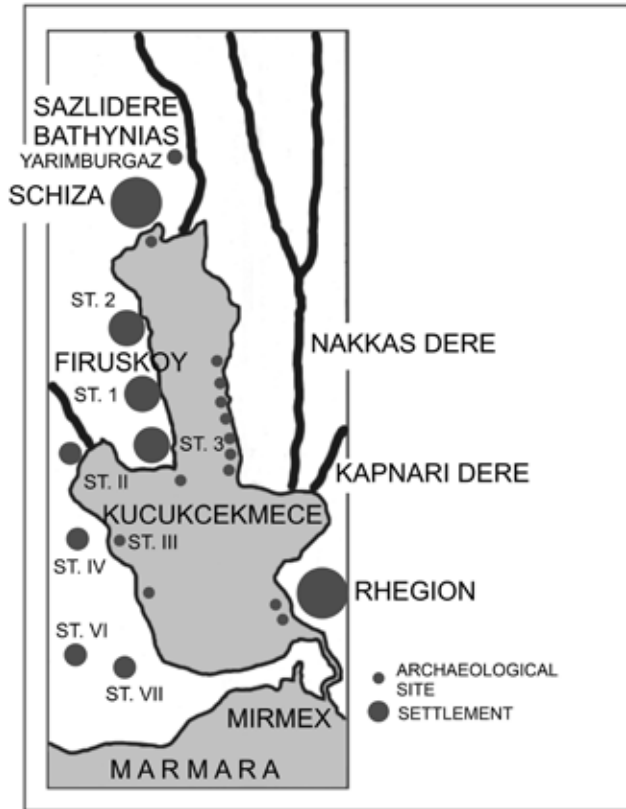 SAZLIDERE
BATHYNIAS
YARIMBURGAZ
SCHIZA
ST. 2
FIRUSKOY
NAKKAS DERE
ST. 1
ST. 3
KAPNARI DERE
ST. II
KUCUKCEKMECE
ST. III
ST. IV
RHEGION
ST. VI
ST. VII
ARCHAEOLOGICAL
SITE
SETTLEMENT
MIRMEX
MARMARA